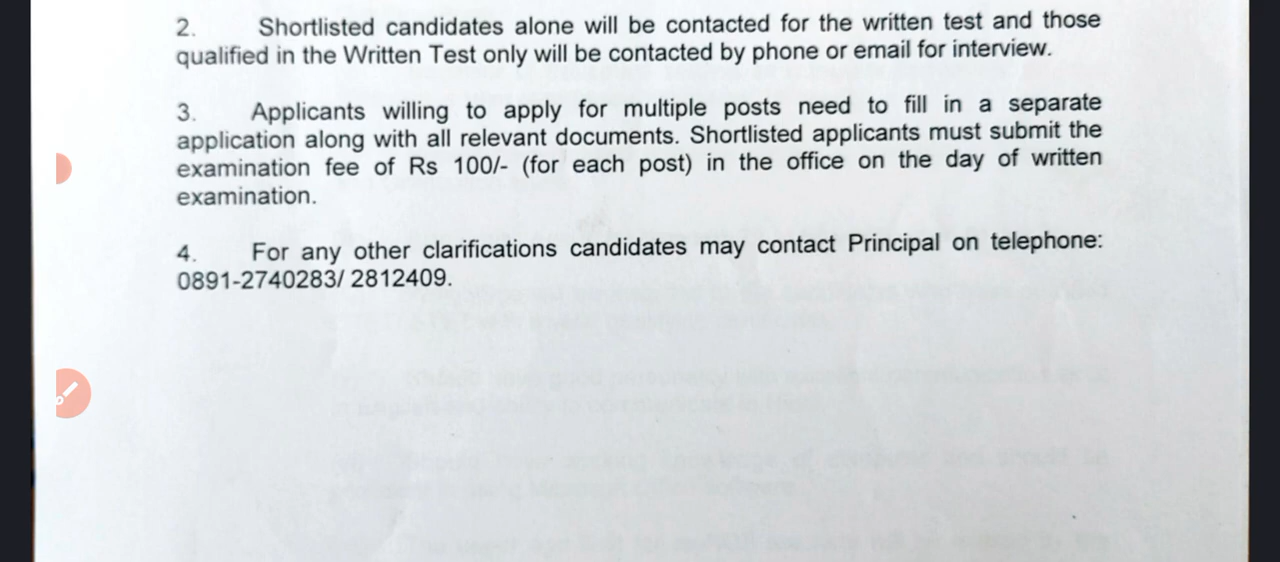 2. Shortlisted candidates alone will be contacted for the written test and those
qualified in the Written Test only will be contacted by phone or email for interview.
3. Applicants willing to apply for multiple posts need to fill in a separate
application along with all relevant documents. Shortlisted applicants must submit the
examination fee of Rs 100/- (for each post) in the office on the day of written
examination.
4. For any other clarifications candidates may contact Principal on telephone:
0891-2740283/ 2812409.